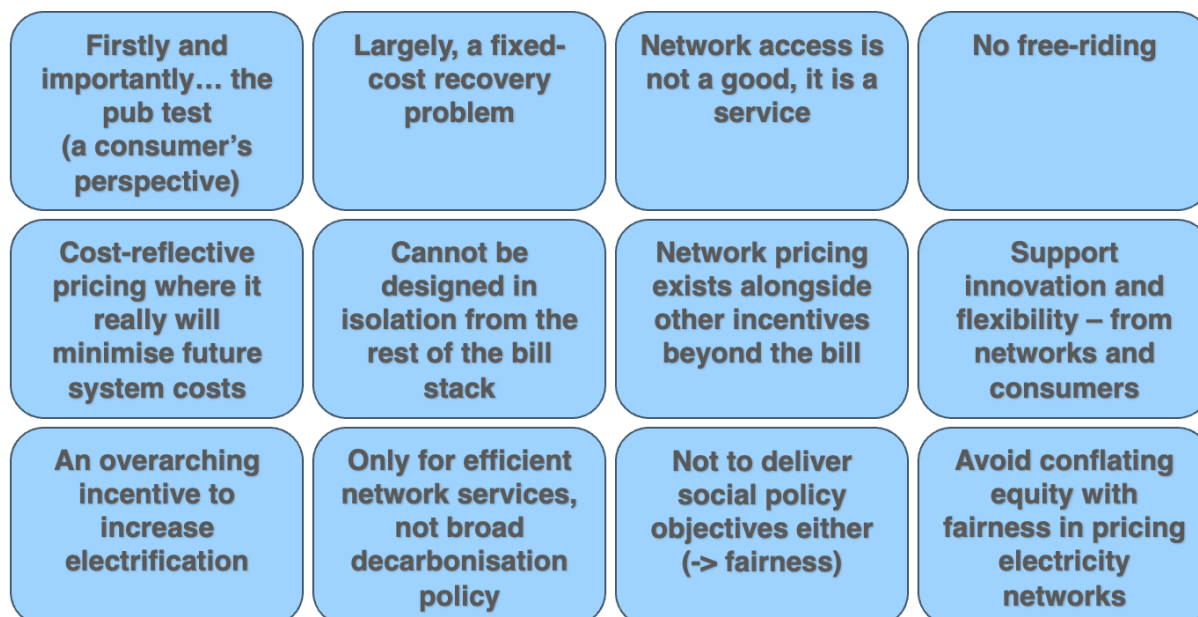 Firstly and
importantly… the
pub test
(a consumer’s
perspective)
Largely, a fixed-
cost recovery
problem
Network access is
not a good, it is a
service
No free-riding
Cost-reflective
pricing where it
really will
minimise future
system costs
Cannot be
designed in
isolation from the
rest of the bill
stack
Network pricing
exists alongside
other incentives
beyond the bill
Support
innovation and
flexibility – from
networks and
consumers
An overarching
incentive to
increase
electrification
Only for efficient
network services,
not broad
decarbonisation
policy
Not to deliver
social policy
objectives either
(-> fairness)
Avoid conflating
equity with
fairness in pricing
electricity
networks